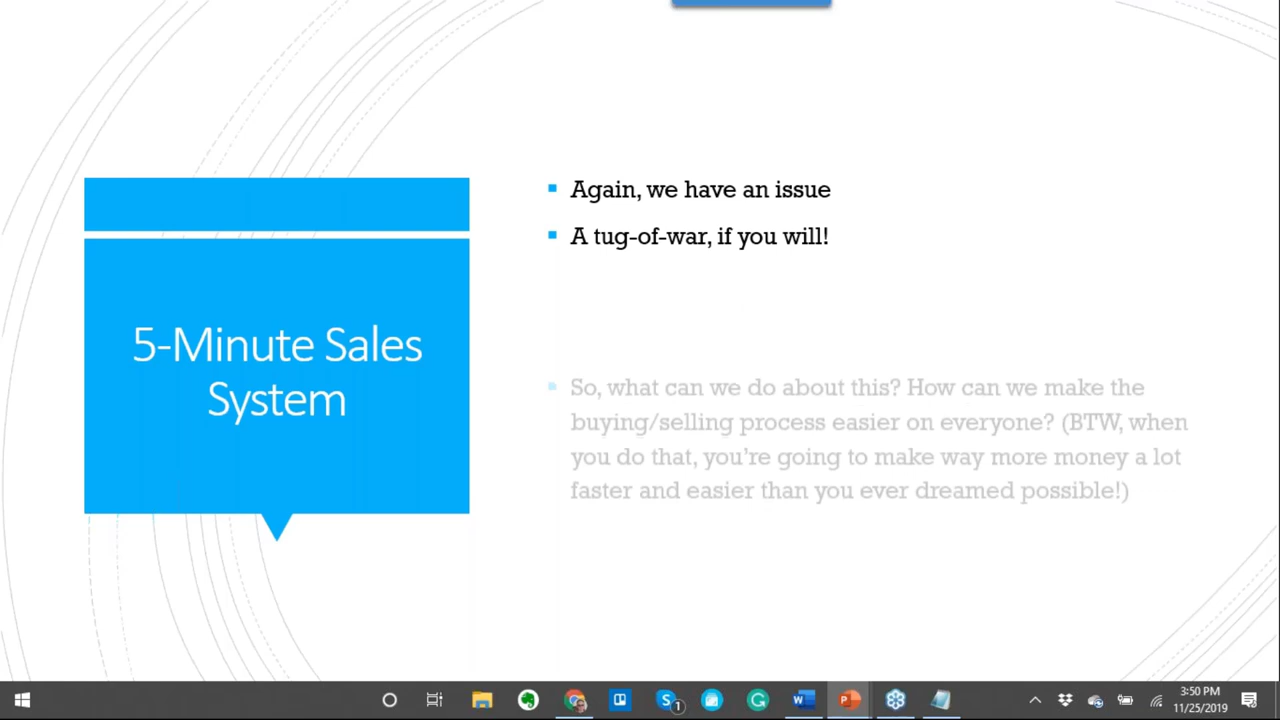 Again, we have an issue
A tug-of-war, if you will!
5-Minute Sales
System
So, what can we do about this? How can we make the
buying/selling process easier on everyone? (BTW, when
you do that, you're going to make way more money a lot
faster and easier than you ever dreamed possible!)
3:50 PM
11/25/2019
1